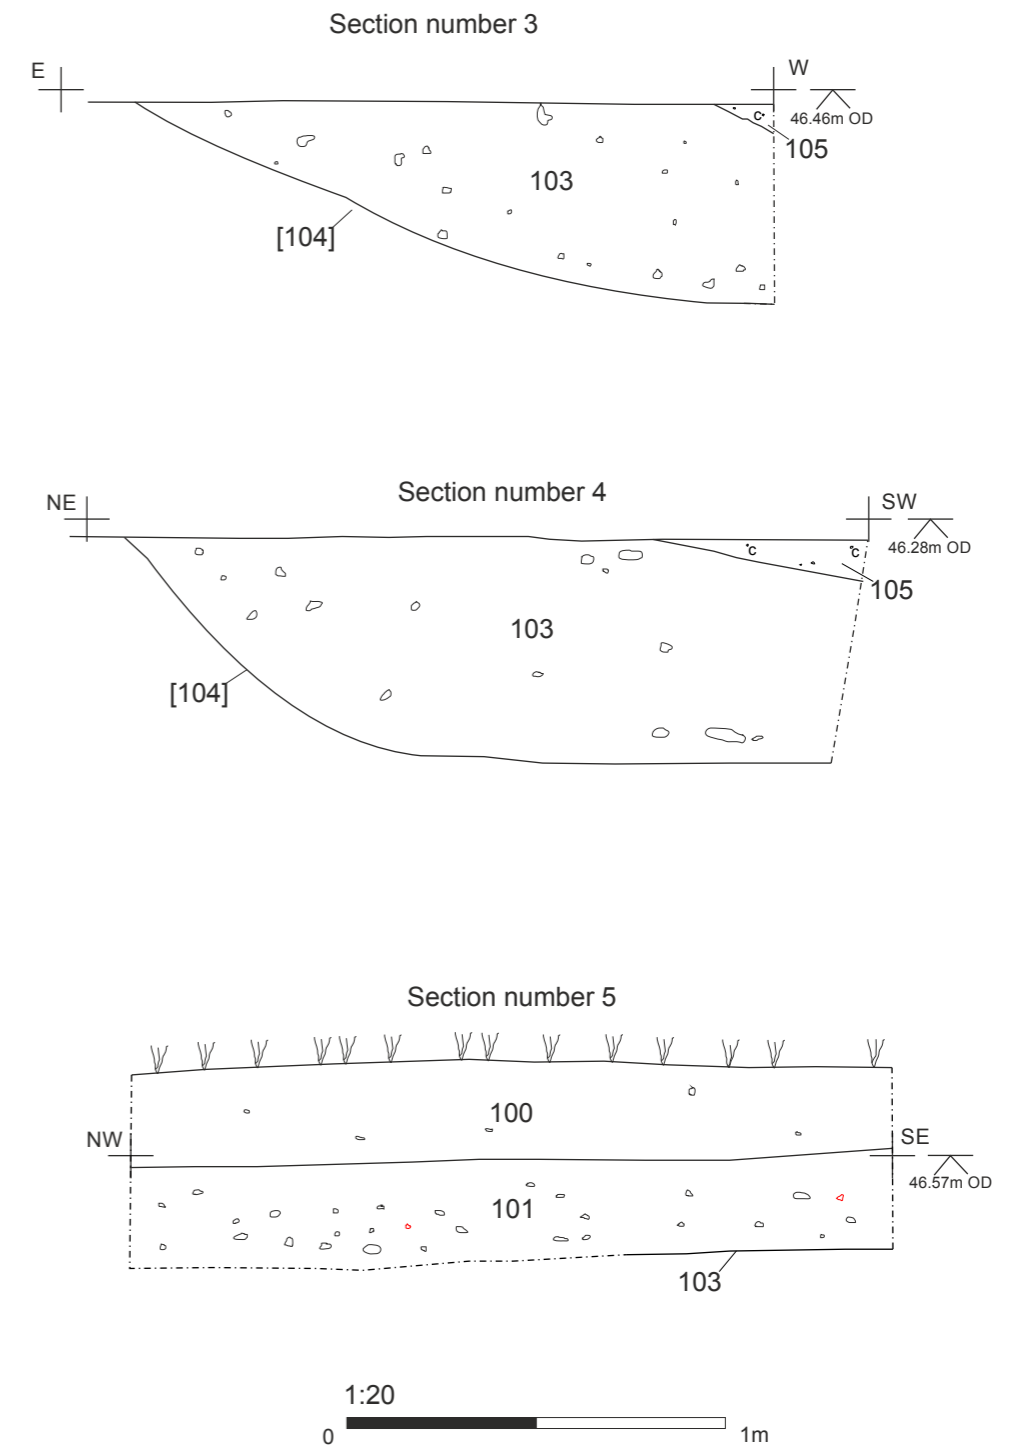 Section number 3
E
W
46.46m OD
c
105
103
[104]
Section number 4
NE
SW
46.28m OD
c
c
105
103
[104]
Section number 5
100
NW
SE
46.57m OD
101
103
1:20
0
1m